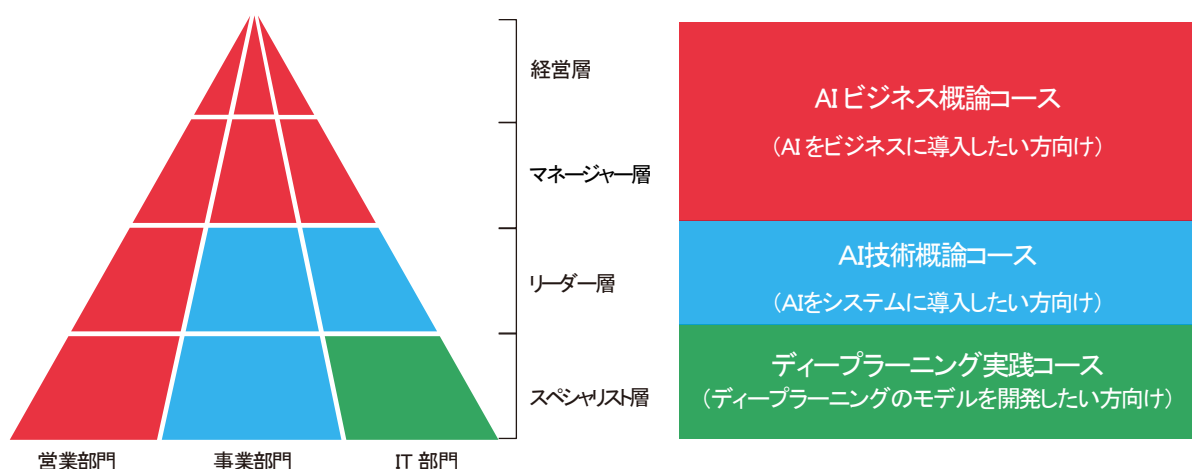 経営層
マネージャー層
リーダー層
スペシャリスト層
営業部門
事業部門
IT 部門
AI ビジネス概論コース
（AI をビジネスに導入したい方向け）
AI技術概論コース
（AIをシステムに導入したい方向け）
ディープラーニング実践コース
（ディープラーニングのモデルを開発したい方向け）